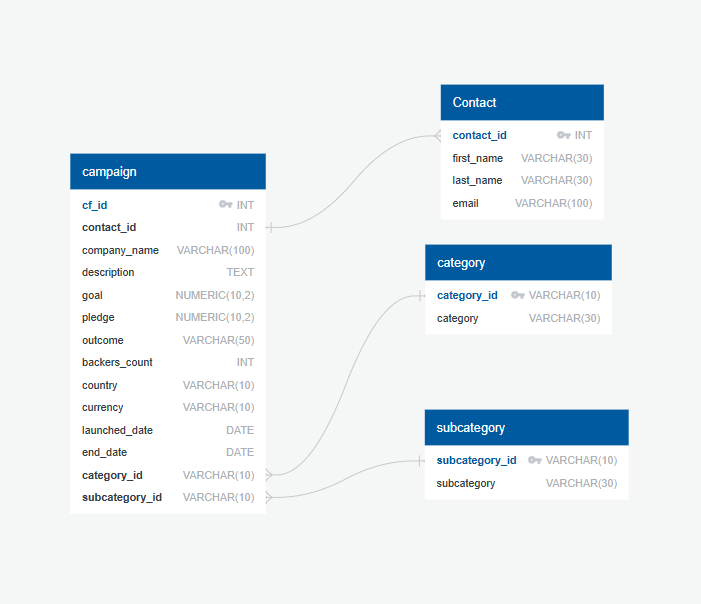 campaign
cf_id INT
contact_id INT
company_name VARCHAR(100)
description TEXT
goal NUMERIC(10,2)
pledge NUMERIC(10,2)
outcome VARCHAR(50)
backers_count INT
country VARCHAR(10)
currency VARCHAR(10)
launched_date DATE
end_date DATE
category_id VARCHAR(10)
subcategory_id VARCHAR(10)
Contact
contact_id INT
first_name VARCHAR(30)
last_name VARCHAR(30)
email VARCHAR(100)
category
category_id VARCHAR(10)
category VARCHAR(30)
subcategory
subcategory_id VARCHAR(10)
subcategory VARCHAR(30)